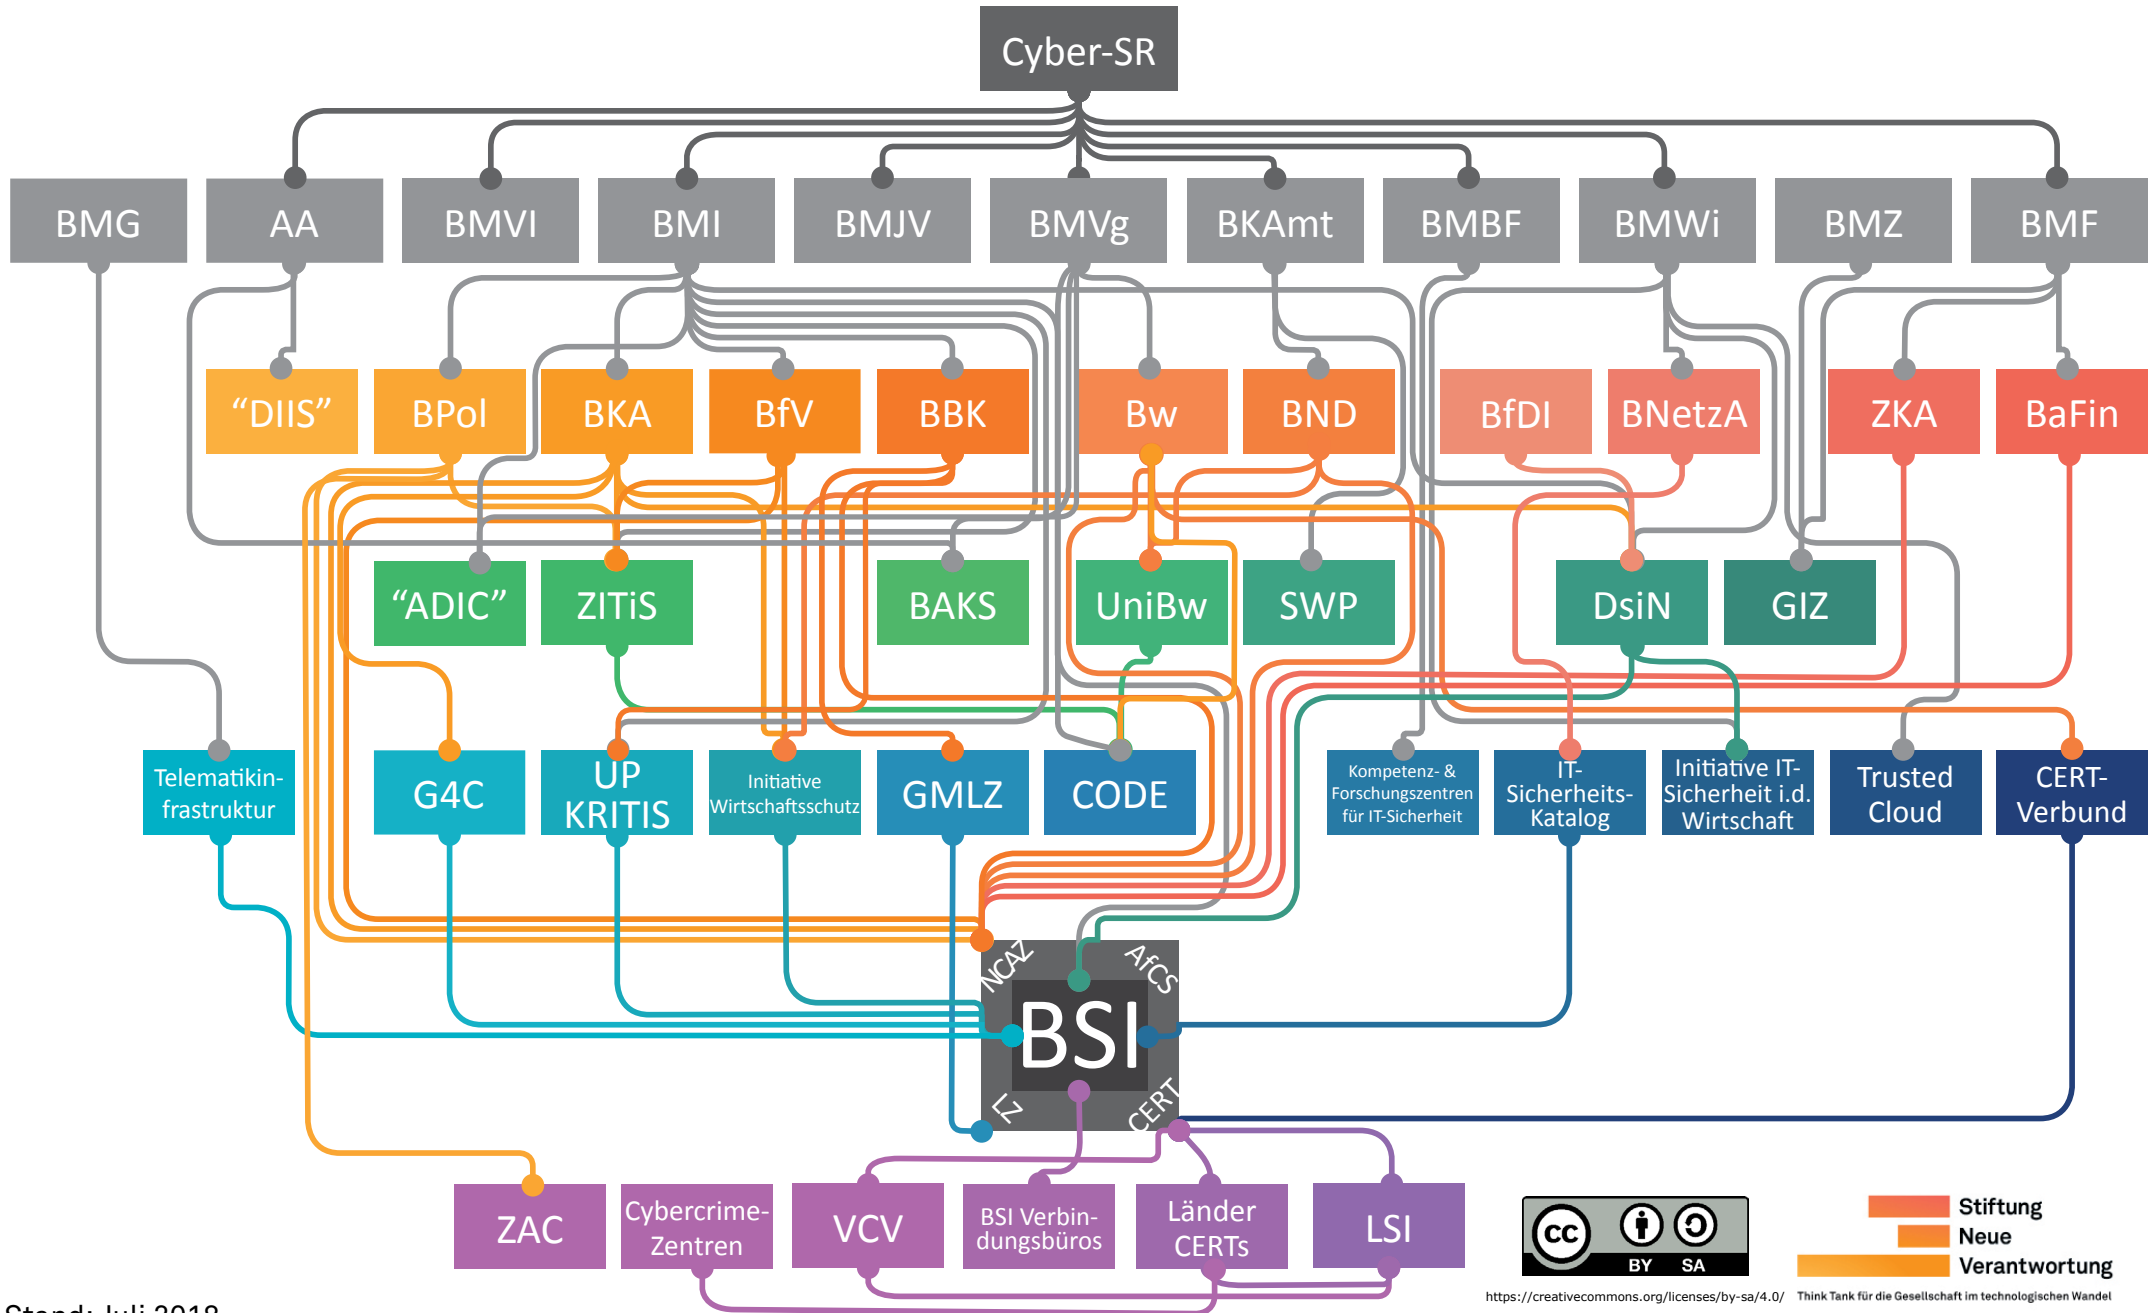 Cyber-SR
BMG
AA
BMVI
BMI
BMJV
BMVg
BKAmt
BMBF
BMWi
BMZ
BMF
“DIIS”
BPol
BKA
BfV
BBK
Bw
BND
BfDI
BNetzA
ZKA
BaFin
“ADIC”
ZITiS
BAKS
UniBw
SWP
DsiN
GIZ
Telematikin-
frastruktur
G4C
UP
KRITIS
Initiative
Wirtschaftsschutz
GMLZ
CODE
Kompetenz- &
Forschungszentren
für IT-Sicherheit
IT-
Sicherheits-
Katalog
Initiative IT-
Sicherheit i.d.
Wirtschaft
Trusted
Cloud
CERT-
Verbund
NCAZ
AfCS
BSI
LZ
CERT
ZAC
Cybercrime-
Zentren
VCV
BSI Verbin-
dungsbüros
Länder
CERTs
LSI
cc
BY SA
https://creativecommons.org/licenses/by-sa/4.0/
Stiftung
Neue
Verantwortung
Think Tank für die Gesellschaft im technologischen Wandel
Stand: Juli 2018